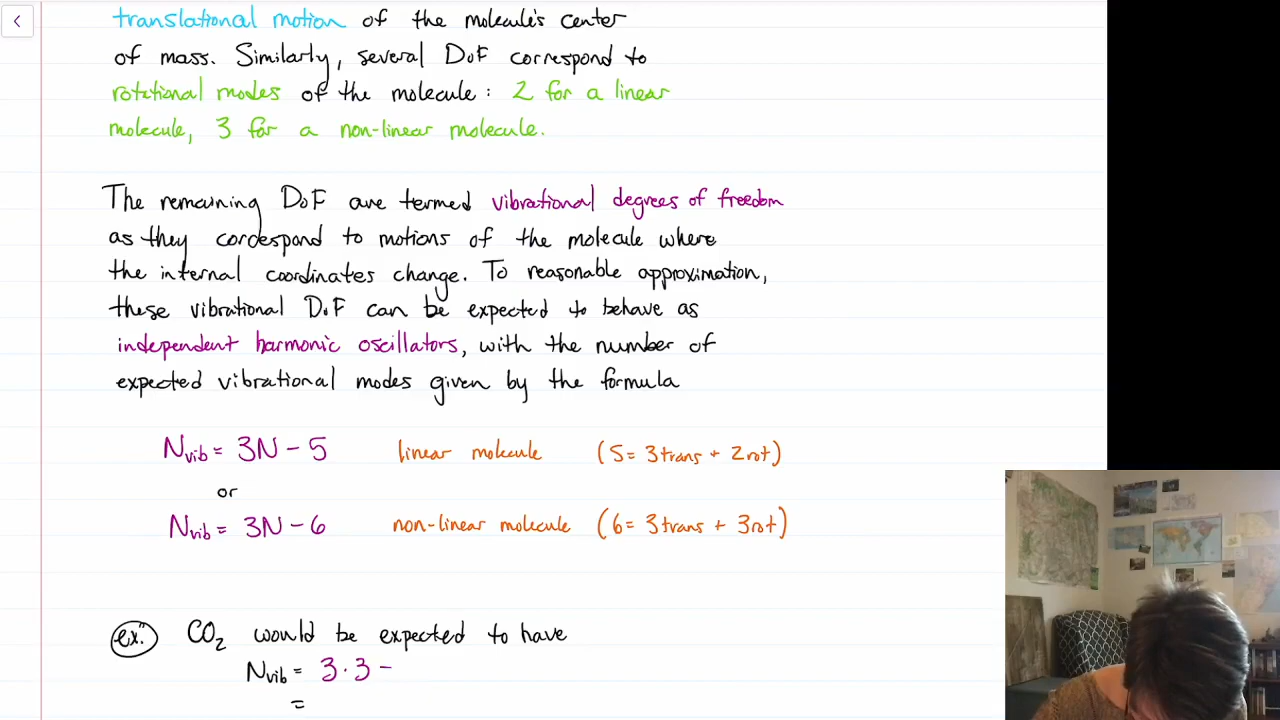 translational motion of the molecule's center
of mass. Similarly, several DoF correspond to
rotational modes of the molecule: 2 for a linear
molecule, 3 for a non-linear molecule.
The remaining DoF are termed vibrational degrees of freedom
as they correspond to motions of the molecule where
the internal coordinates change. To reasonable approximation,
these vibrational DoF can be expected to behave as
independent harmonic oscillators, with the number of
expected vibrational modes given by the formula
Nvib = 3N - 5 linear molecule (5 = 3trans + 2rot)
or
Nvib = 3N - 6 non-linear molecule (6 = 3trans + 3rot)
ex: CO2 would be expected to have
Nvib = 3·3 -
=